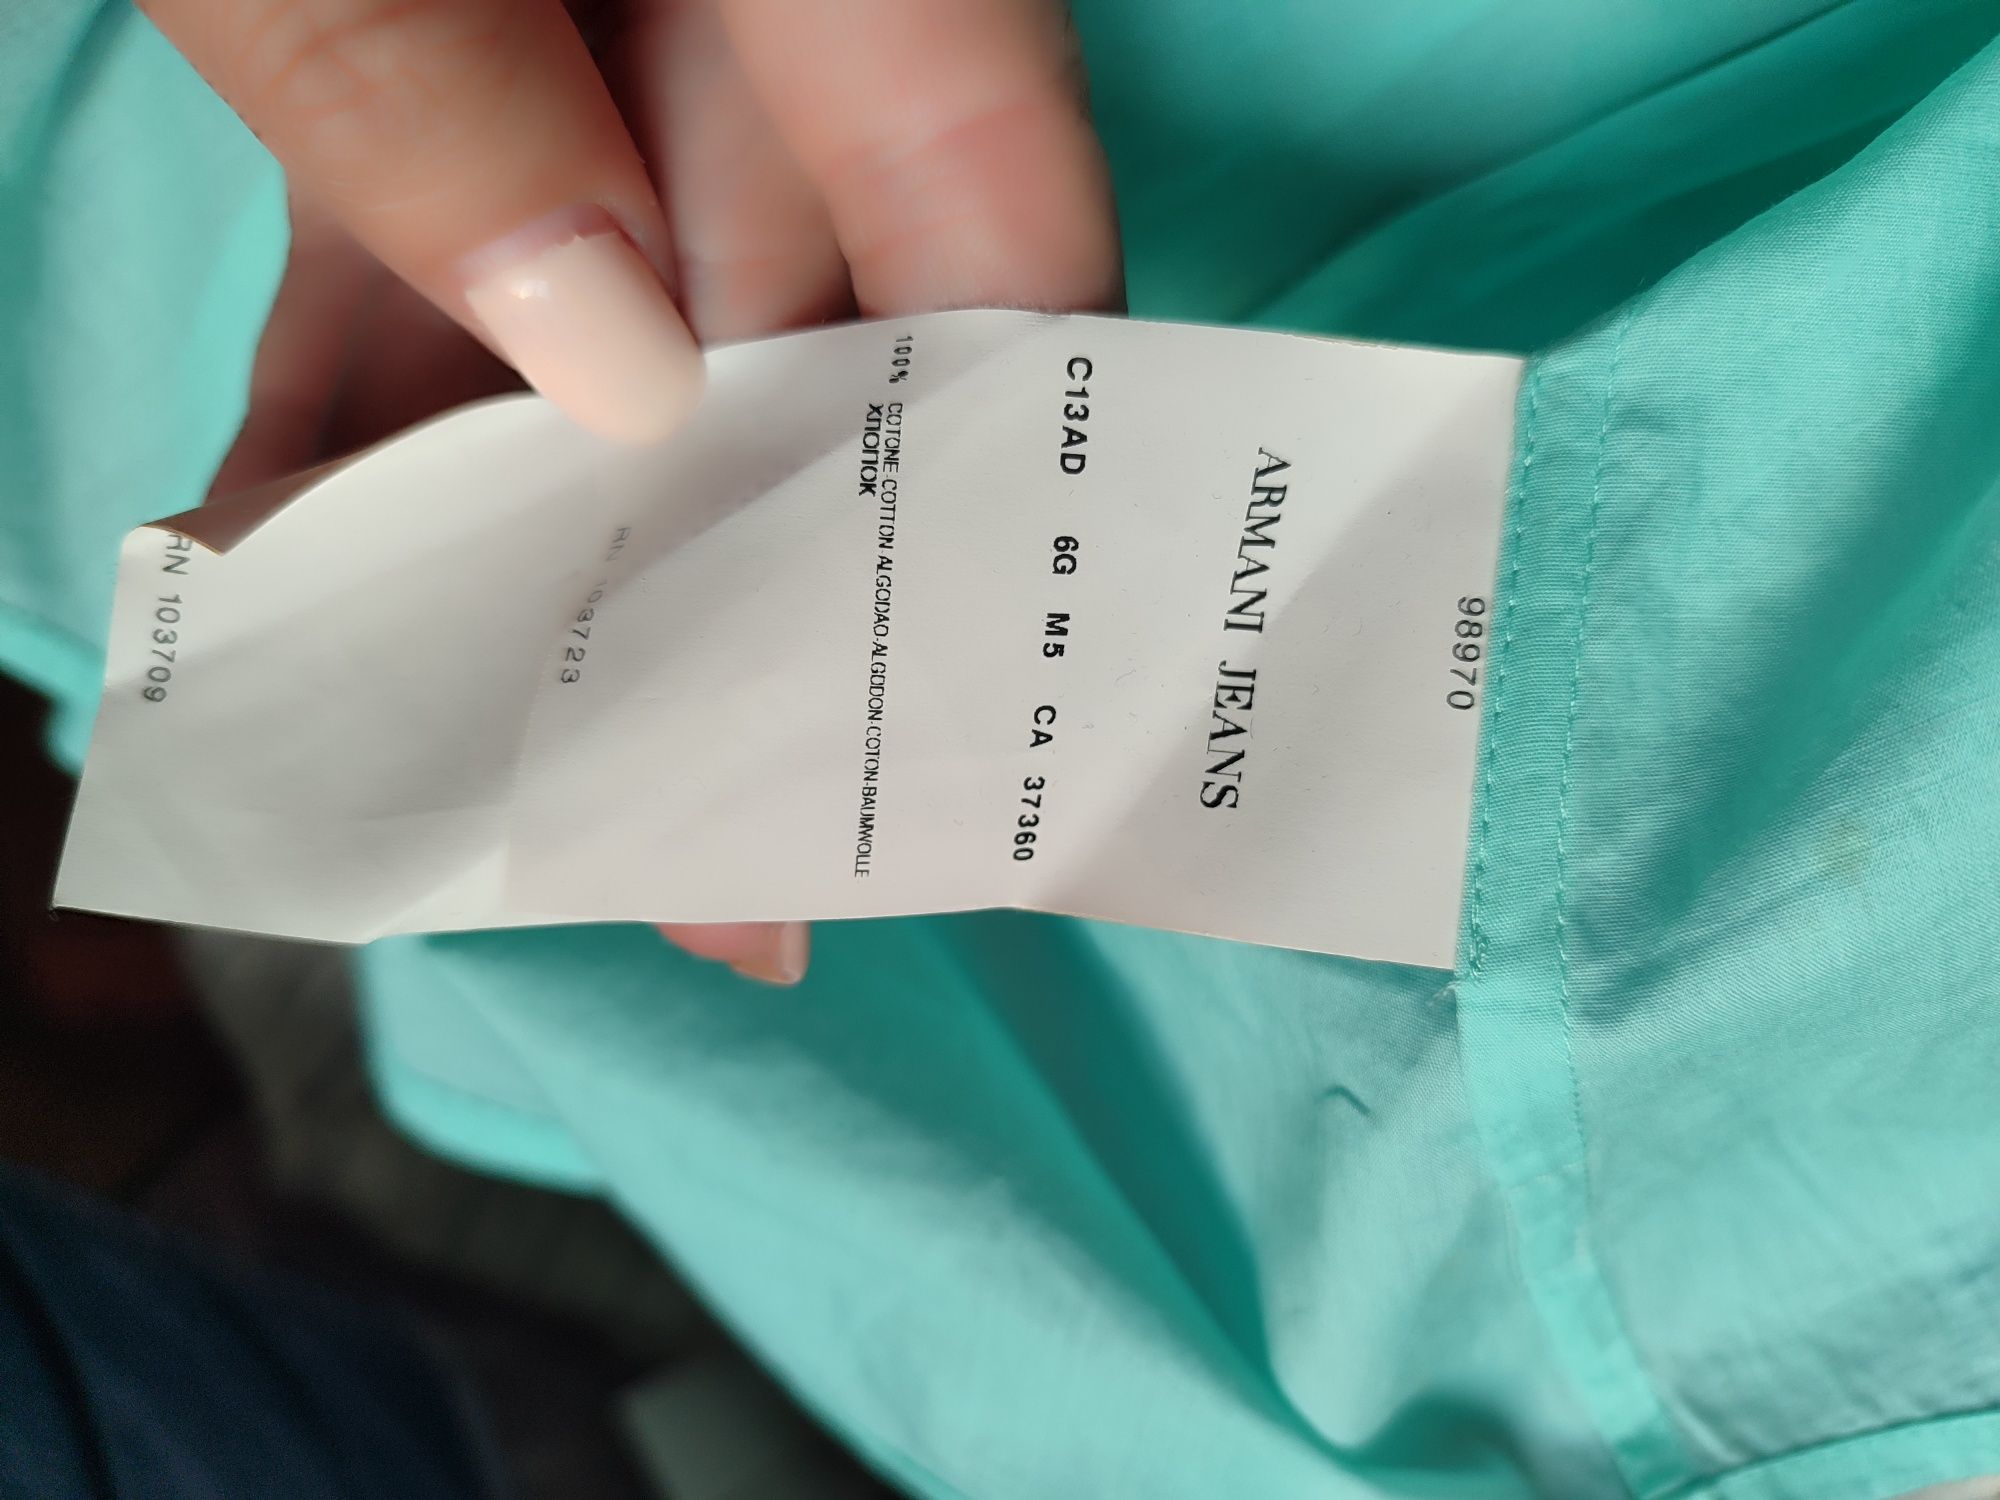 98970
ARMANI JEANS
C13AD 6G M5 CA 37360
100% COTONE-COTTON-ALGODAO-ALGODON-COTON-BAUMWOLLE-
ХЛОПОК
RN 103723
RN 103709